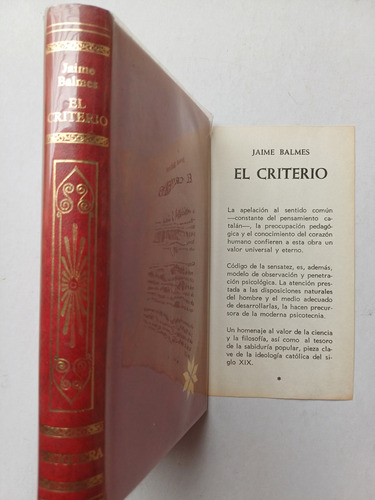 Jaime
Balmes
EL
CRITERIO
JAIME BALMES
EL CRITERIO
La apelación al sentido común
—constante del pensamiento ca-
talán—, la preocupación pedagó-
gica y el conocimiento del corazón
humano confieren a esta obra un
valor universal y eterno.
Código de la sensatez, es, además,
modelo de observación y penetra-
ción psicológica. La atención pres-
tada a las disposiciones naturales
del hombre y el medio adecuado
de desarrollarlas, la hacen precur-
sora de la moderna psicotecnia.
Un homenaje al valor de la ciencia
y la filosofía, así como al tesoro
de la sabiduría popular, pieza cla-
ve de la ideología católica del si-
glo XIX.